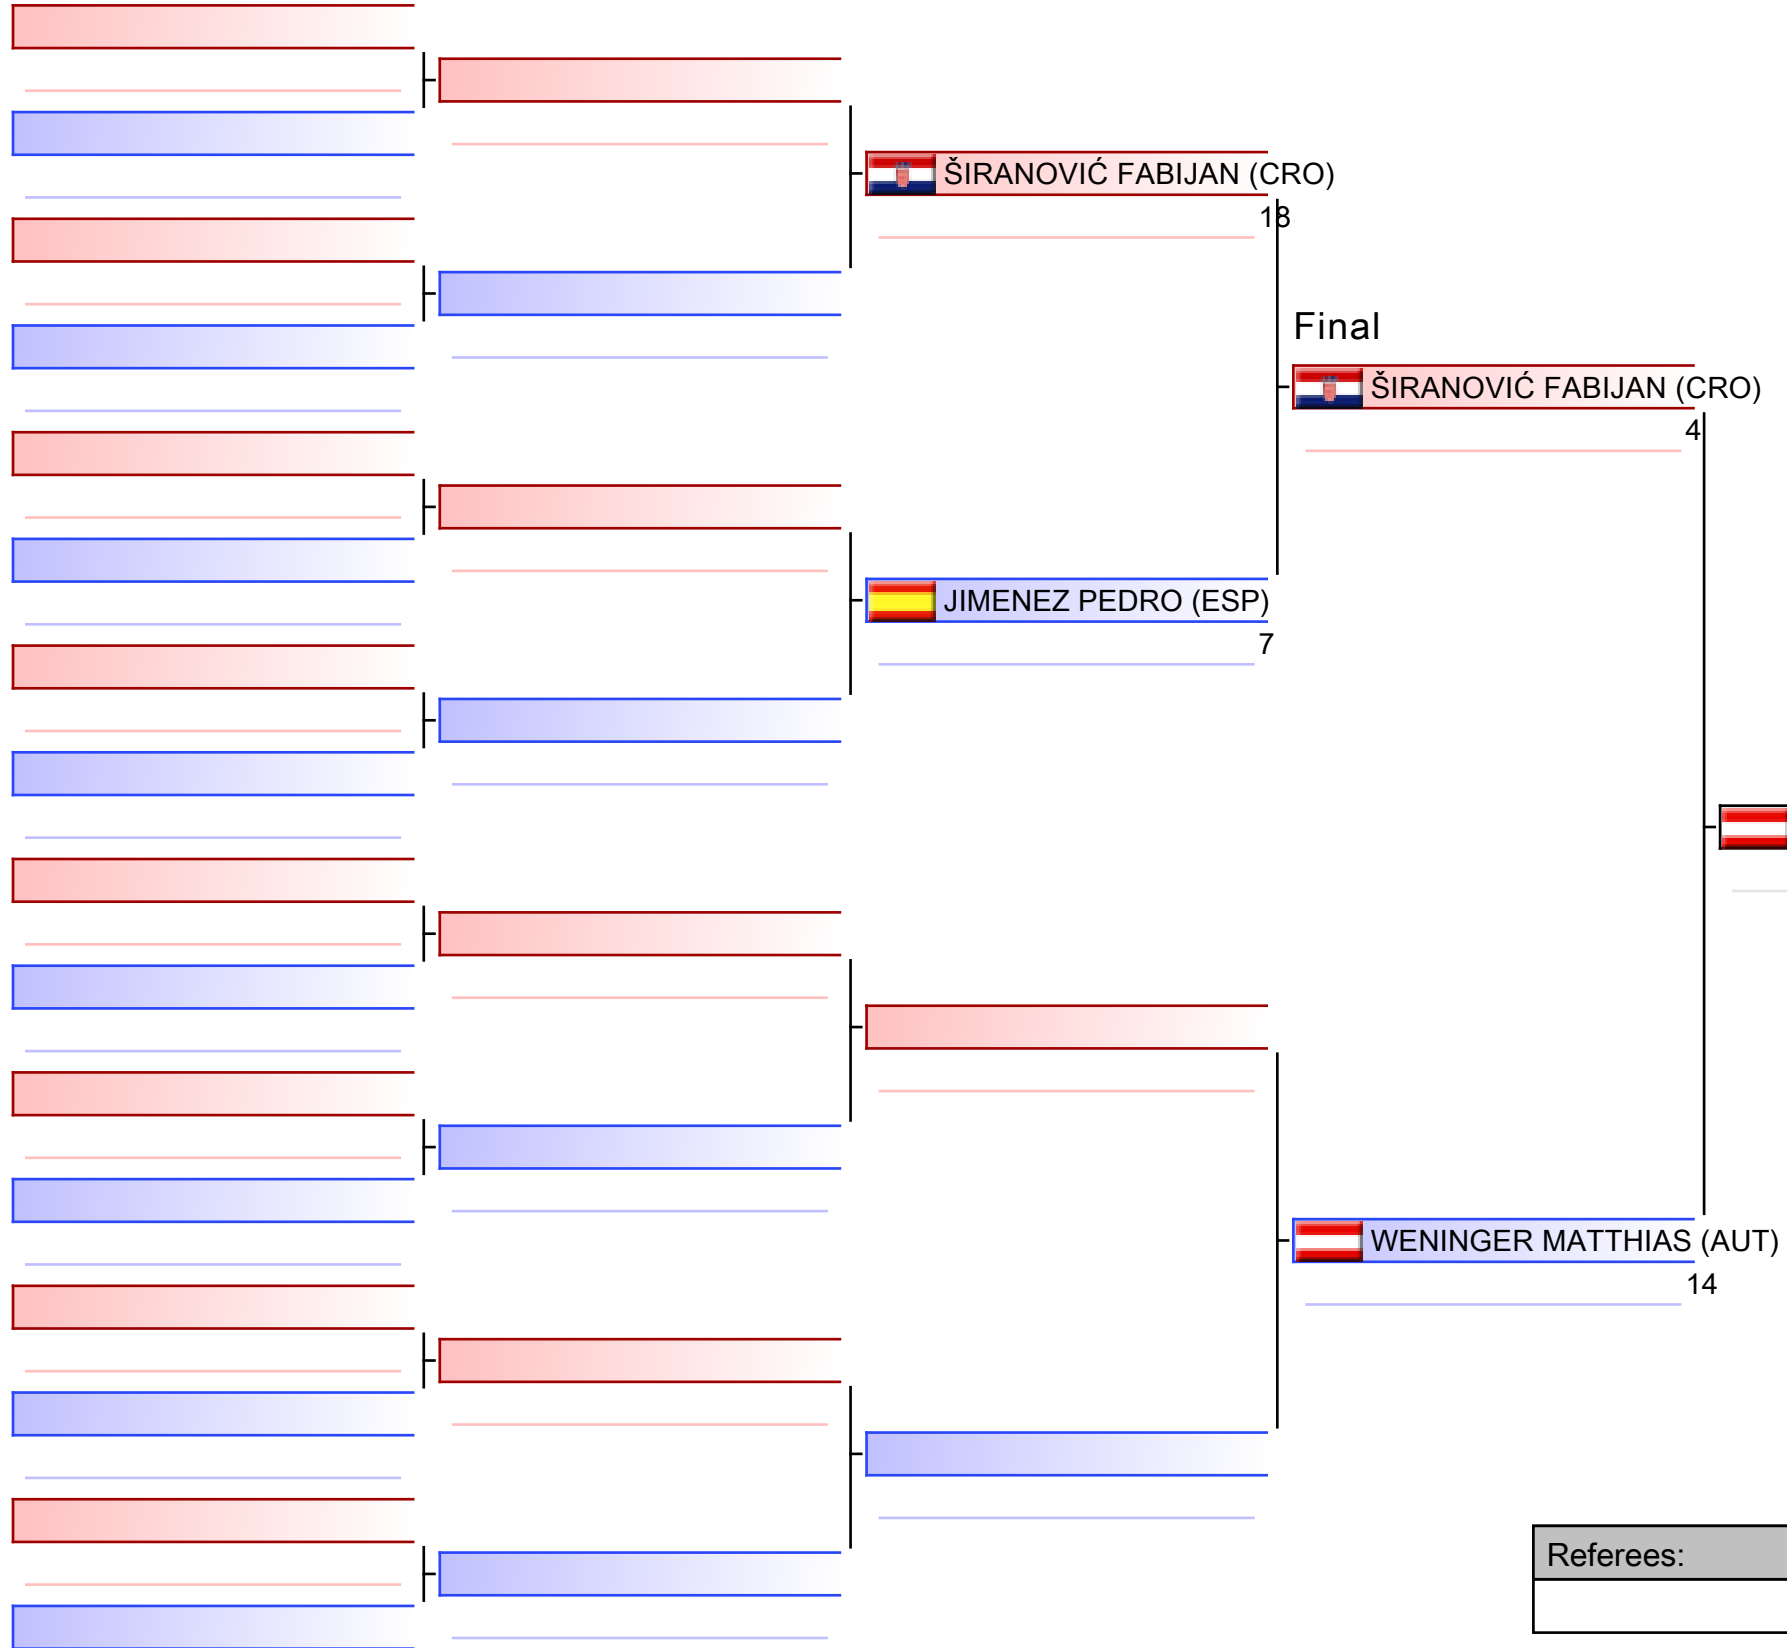 ŠIRANOVIĆ FABIJAN (CRO)
18
Final
ŠIRANOVIĆ FABIJAN (CRO)
4
JIMENEZ PEDRO (ESP)
7
WENINGER MATTHIAS (AUT)
14
Referees: